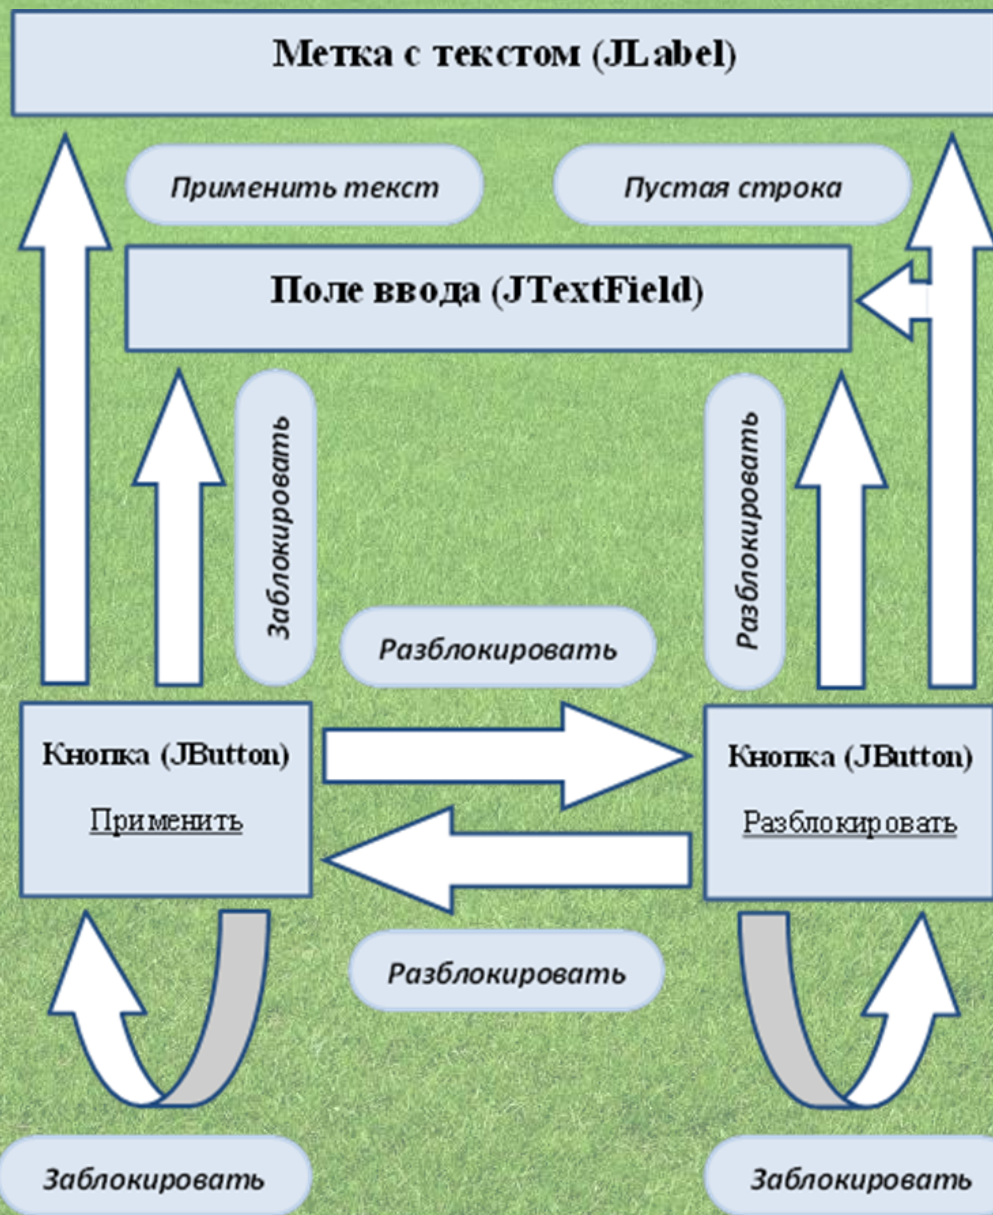 Метка с текстом (JLabel)
Применить текст
Пустая строка
Поле ввода (JTextField)
Заблокировать
Разблокировать
Разблокировать
Кнопка (JButton)
Применить
Кнопка (JButton)
Разблокировать
Разблокировать
Заблокировать
Заблокировать